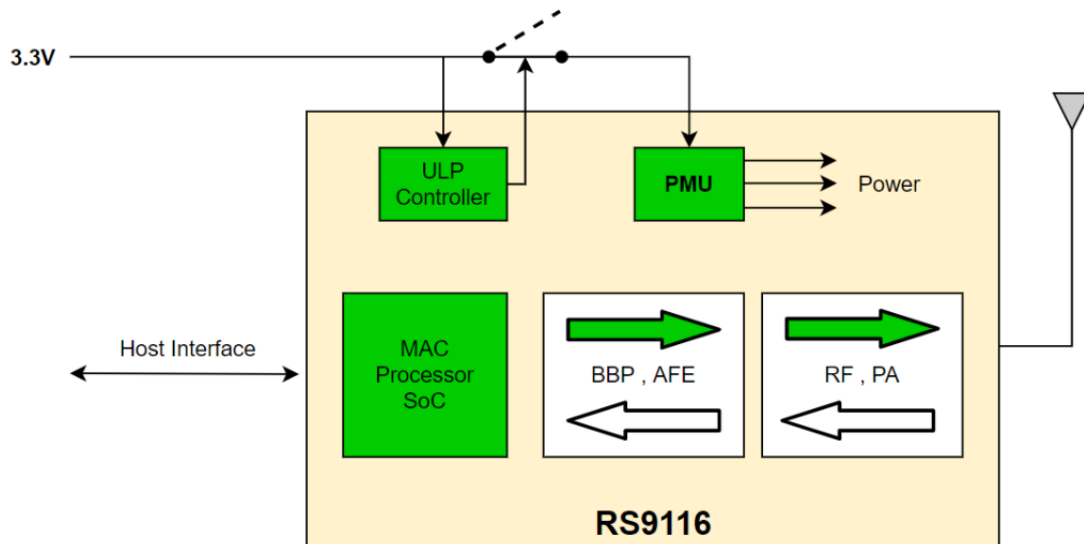 3.3V
ULP
Controller
PMU
Power
Host Interface
MAC
Processor
SoC
BBP , AFE
RF , PA
RS9116